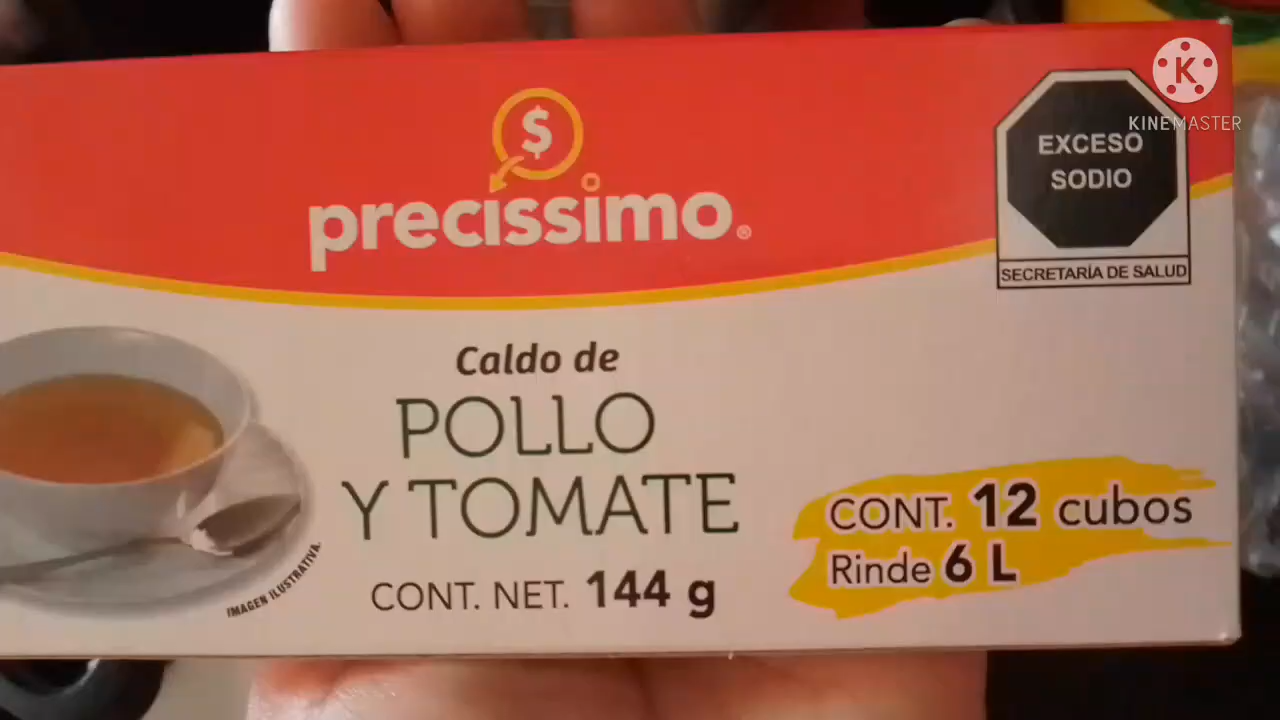 $
precissimo®
EXCESO
SODIO
SECRETARÍA DE SALUD
K
KINEMASTER
Caldo de
POLLO
Y TOMATE
CONT. NET. 144 g
CONT. 12 cubos
Rinde 6 L
IMAGEN ILUSTRATIVA.